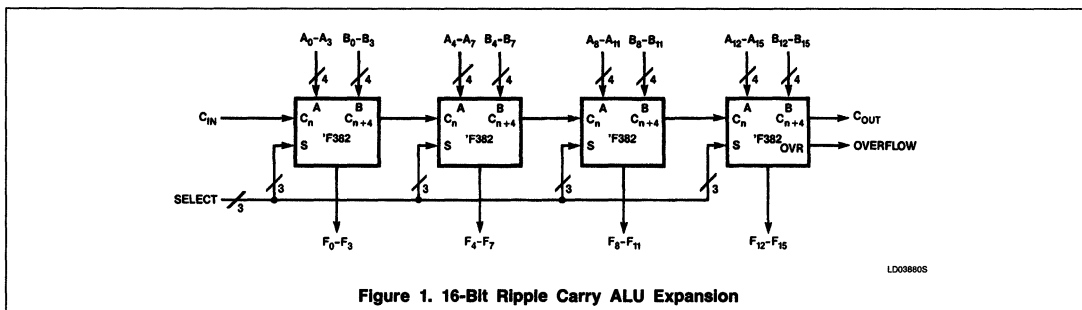 A₀–A₃ B₀–B₃ A₄–A₇ B₄–B₇ A₈–A₁₁ B₈–B₁₁ A₁₂–A₁₅ B₁₂–B₁₅
4 4 4 4 4 4 4 4
A B A B A B A B
C_IN Cₙ Cₙ₊₄ Cₙ Cₙ₊₄ Cₙ Cₙ₊₄ Cₙ Cₙ₊₄ C_OUT
'F382 'F382 'F382 'F382
S S S S OVR OVERFLOW
3 3 3 3
SELECT 3
F₀–F₃ F₄–F₇ F₈–F₁₁ F₁₂–F₁₅
LD03880S
Figure 1. 16-Bit Ripple Carry ALU Expansion